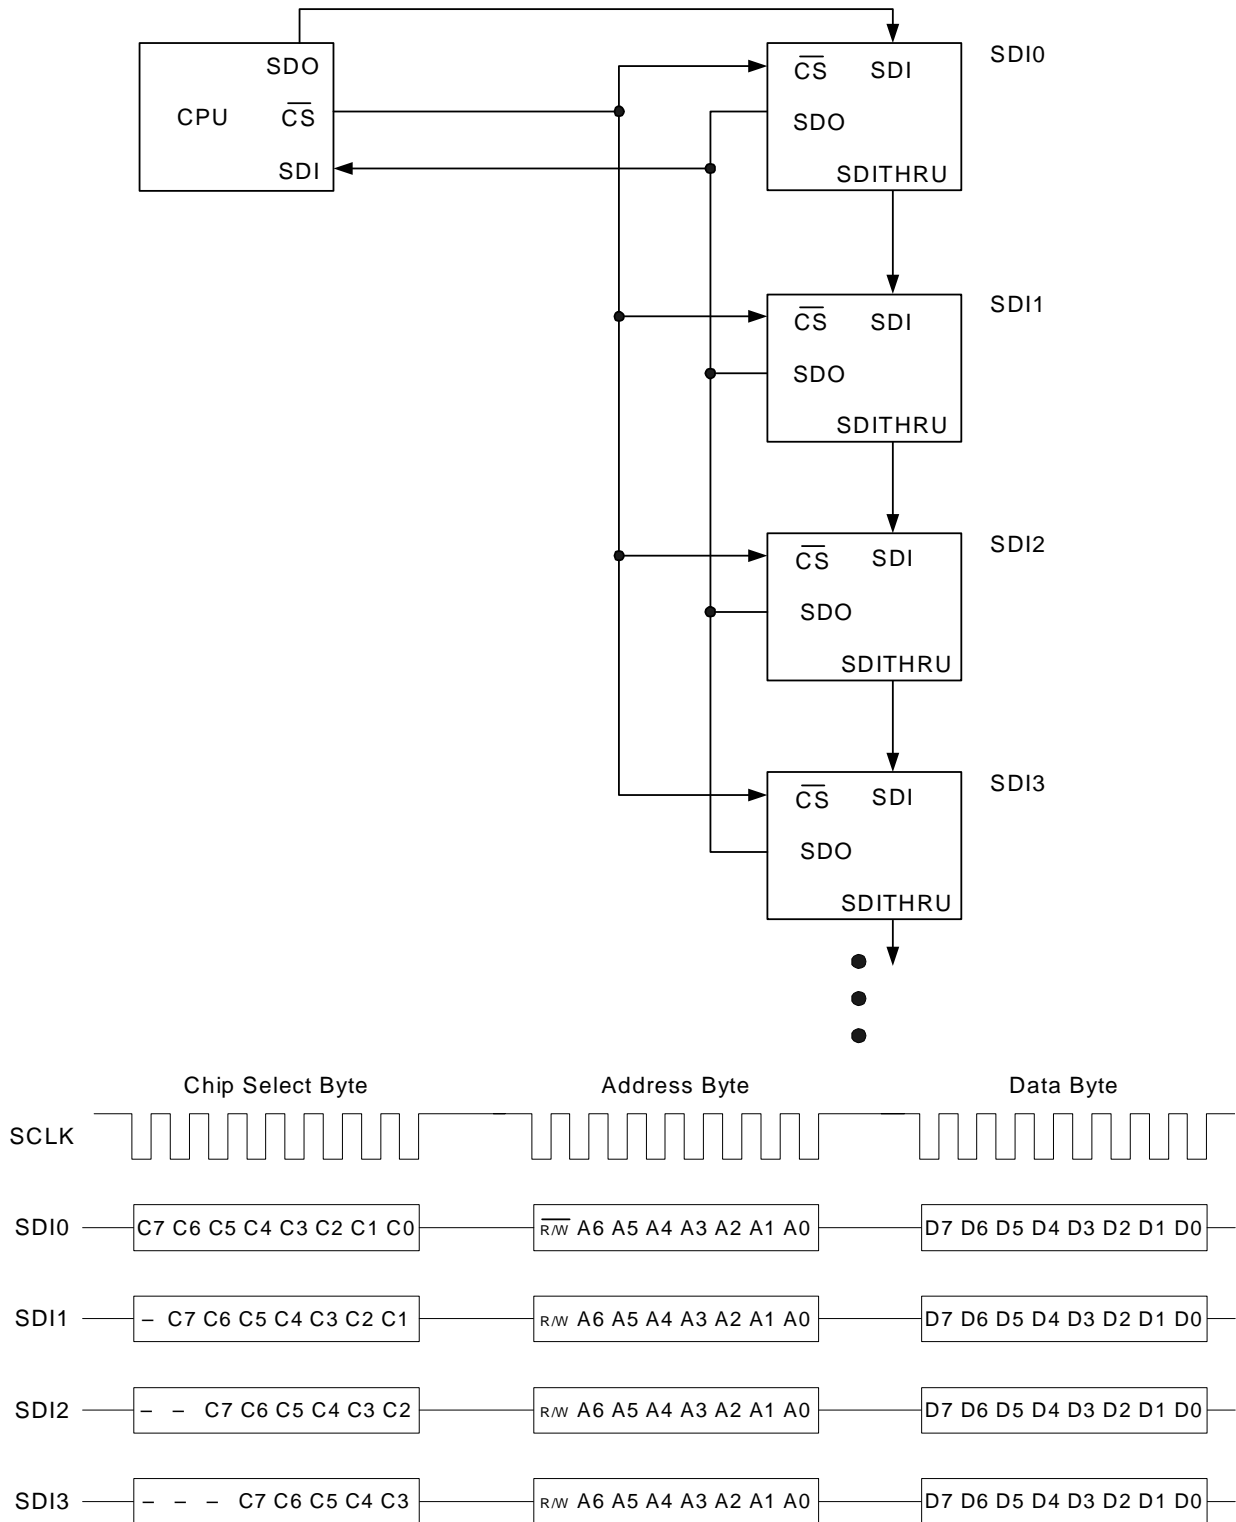 SDO
CPU
CS
SDI
CS SDI
SDO
SDITHRU
SDI0
CS SDI
SDO
SDITHRU
SDI1
CS SDI
SDO
SDITHRU
SDI2
CS SDI
SDO
SDITHRU
SDI3
Chip Select Byte Address Byte Data Byte
SCLK
SDI0 C7 C6 C5 C4 C3 C2 C1 C0 R/W A6 A5 A4 A3 A2 A1 A0 D7 D6 D5 D4 D3 D2 D1 D0
SDI1 – C7 C6 C5 C4 C3 C2 C1 R/W A6 A5 A4 A3 A2 A1 A0 D7 D6 D5 D4 D3 D2 D1 D0
SDI2 – – C7 C6 C5 C4 C3 C2 R/W A6 A5 A4 A3 A2 A1 A0 D7 D6 D5 D4 D3 D2 D1 D0
SDI3 – – – C7 C6 C5 C4 C3 R/W A6 A5 A4 A3 A2 A1 A0 D7 D6 D5 D4 D3 D2 D1 D0